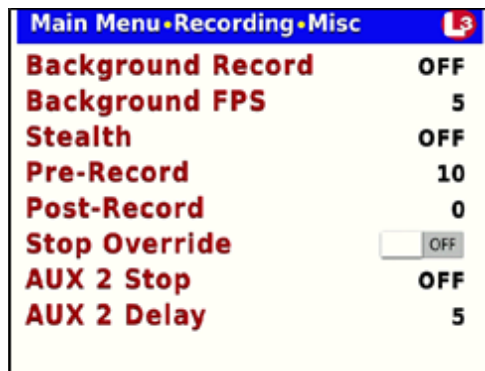 Main Menu•Recording•Misc L3
Background Record OFF
Background FPS 5
Stealth OFF
Pre-Record 10
Post-Record 0
Stop Override OFF
AUX 2 Stop OFF
AUX 2 Delay 5